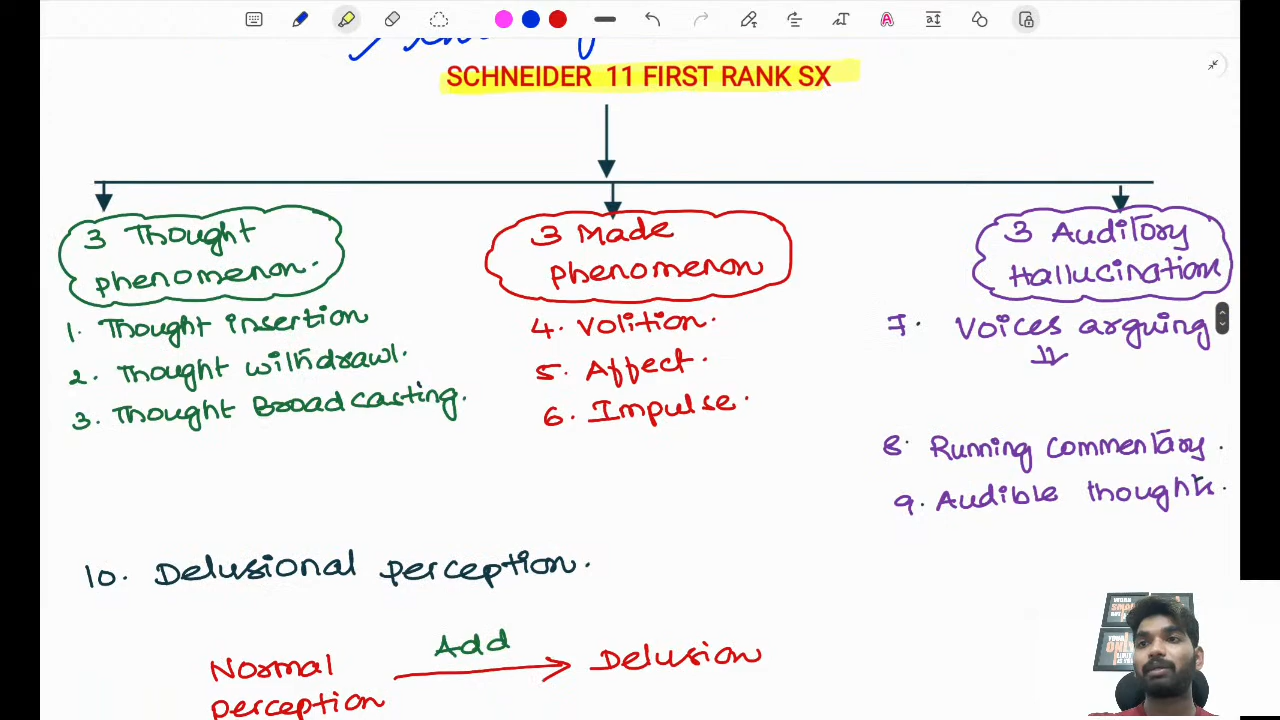 SCHNEIDER 11 FIRST RANK SX
3 Thought
phenomenon.
1. Thought insertion
2. Thought withdrawl.
3. Thought Broadcasting.
3 Made
phenomenon
4. Volition.
5. Affect.
6. Impulse.
3 Auditory
Hallucination
7. Voices arguing
8. Running Commentary.
9. Audible thoughts.
10. Delusional perception.
Normal
perception
Add
Delusion